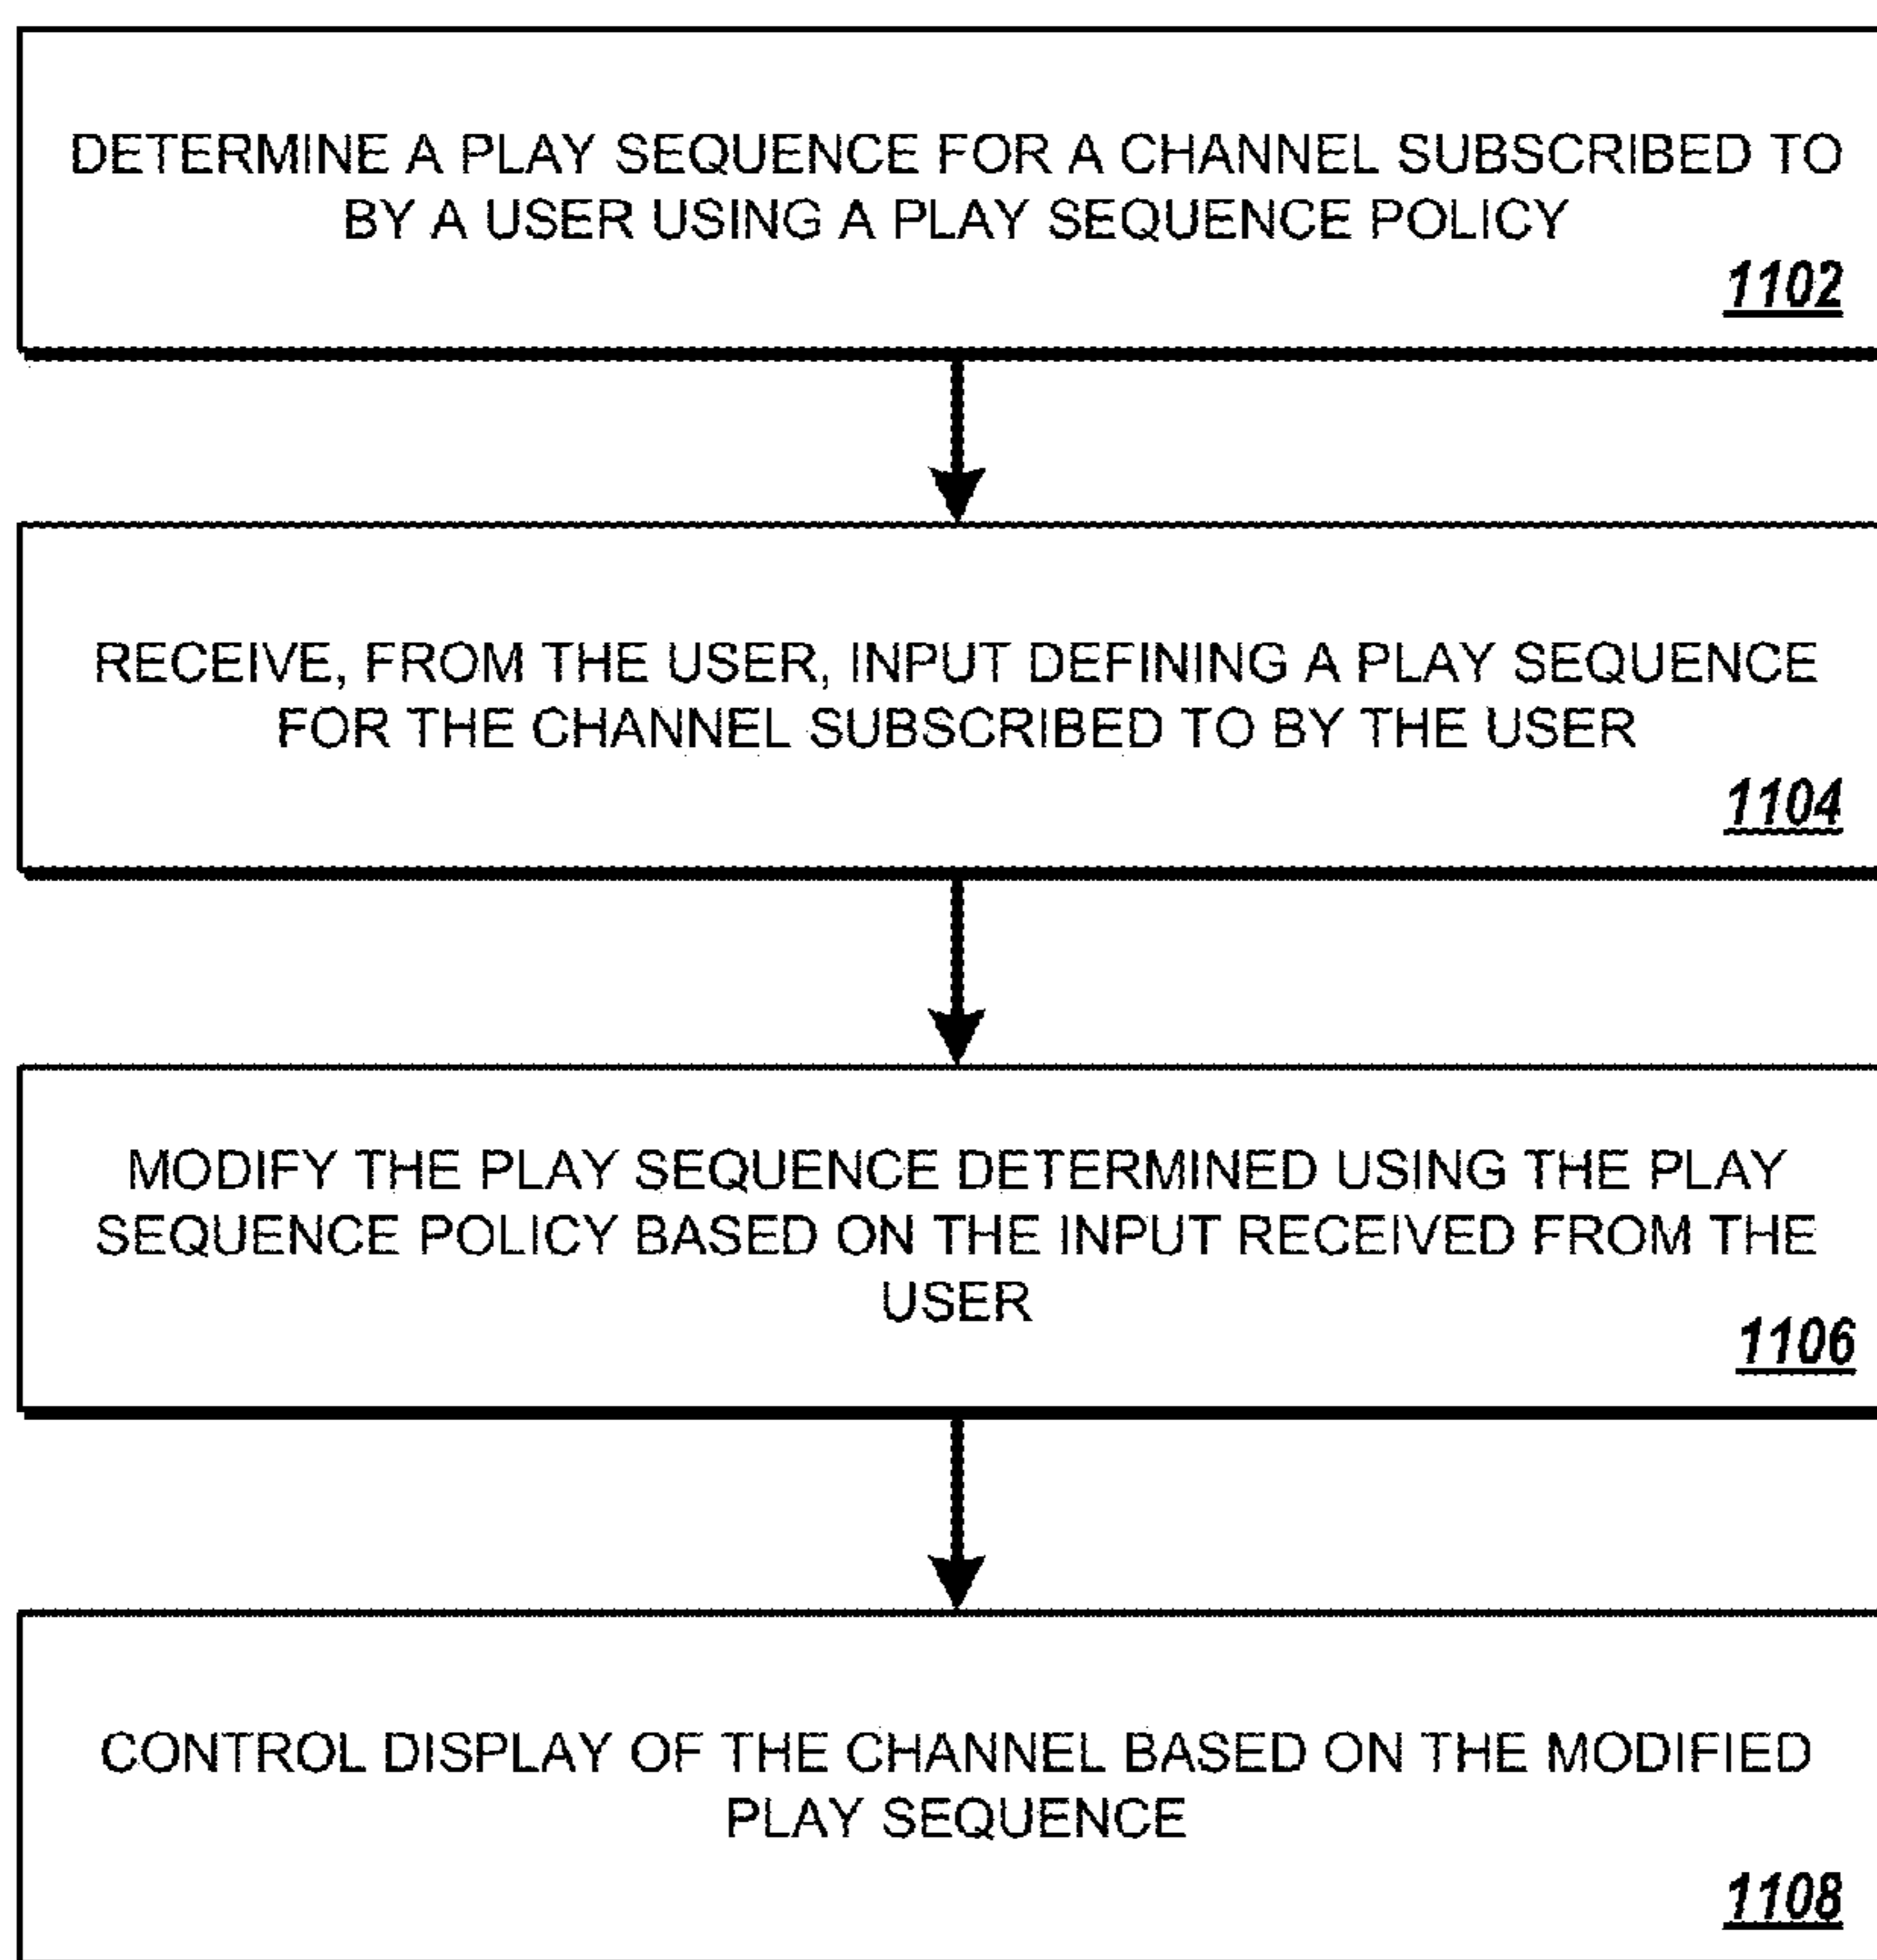 DETERMINE A PLAY SEQUENCE FOR A CHANNEL SUBSCRIBED TO
BY A USER USING A PLAY SEQUENCE POLICY
1102
RECEIVE, FROM THE USER, INPUT DEFINING A PLAY SEQUENCE
FOR THE CHANNEL SUBSCRIBED TO BY THE USER
1104
MODIFY THE PLAY SEQUENCE DETERMINED USING THE PLAY
SEQUENCE POLICY BASED ON THE INPUT RECEIVED FROM THE
USER
1106
CONTROL DISPLAY OF THE CHANNEL BASED ON THE MODIFIED
PLAY SEQUENCE
1108